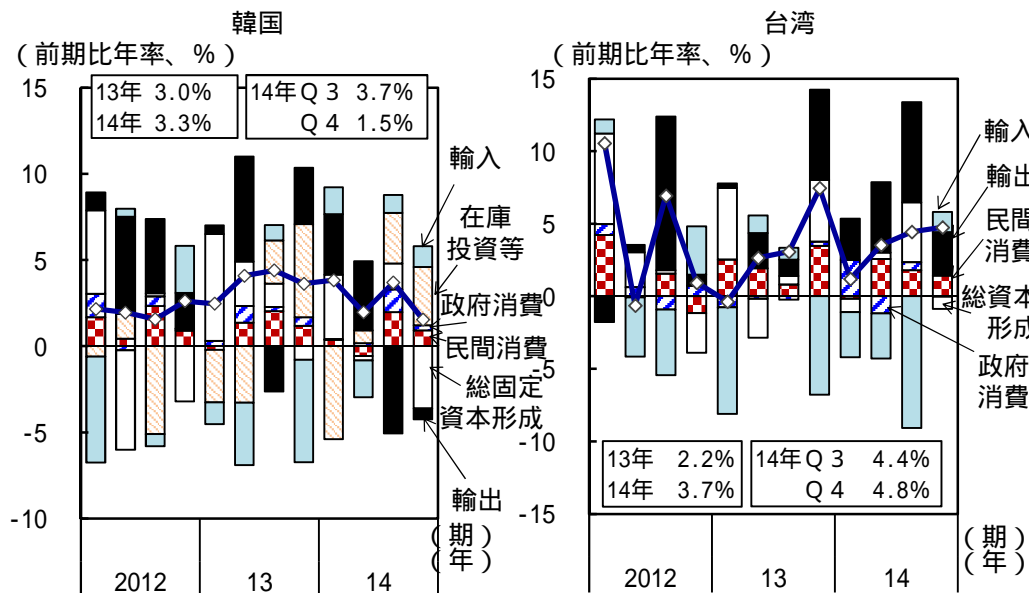 韓国
(前期比年率、%)
13年 3.0%
14年 3.3%
14年Q3 3.7%
Q4 1.5%
15
10
5
0
-5
-10
輸入
在庫
投資等
政府消費
民間消費
総固定
資本形成
輸出
(期)
(年)
2012
13
14
台湾
(前期比年率、%)
15
10
5
0
-5
-10
-15
輸入
輸出
民間
消費
総資本
形成
政府
消費
13年 2.2%
14年 3.7%
14年Q3 4.4%
Q4 4.8%
(期)
(年)
2012
13
14